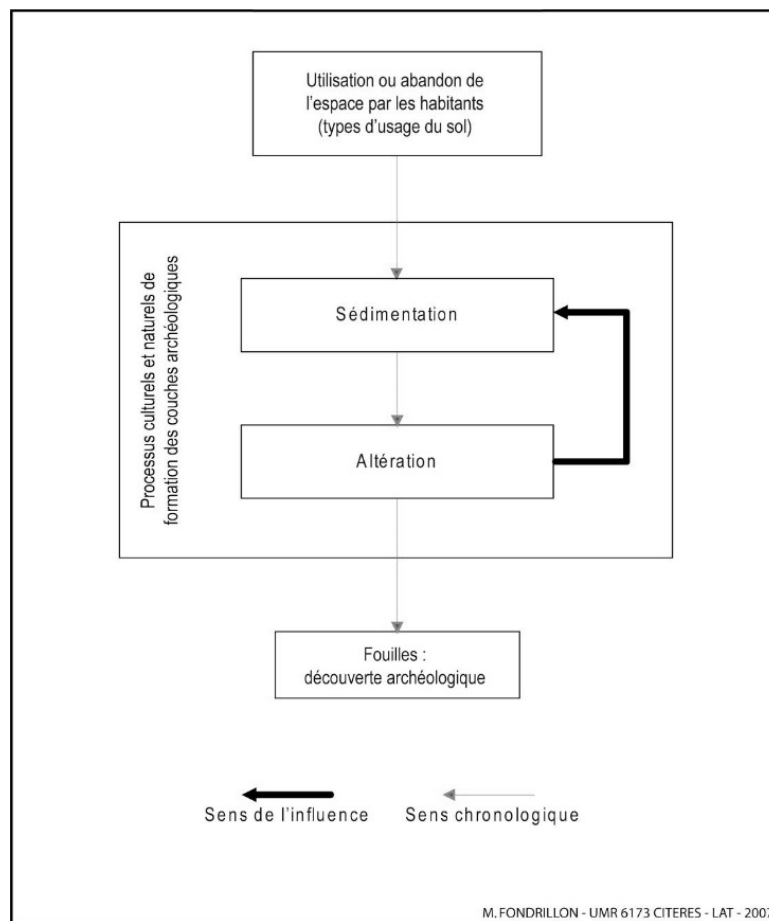 Utilisation ou abandon de
l'espace par les habitants
(types d'usage du sol)
Processus culturels et naturels de
formation des couches archéologiques
Sédimentation
Altération
Fouilles :
découverte archéologique
Sens de l'influence
Sens chronologique
M. FONDRILLON - UMR 6173 CITERES - LAT - 2007